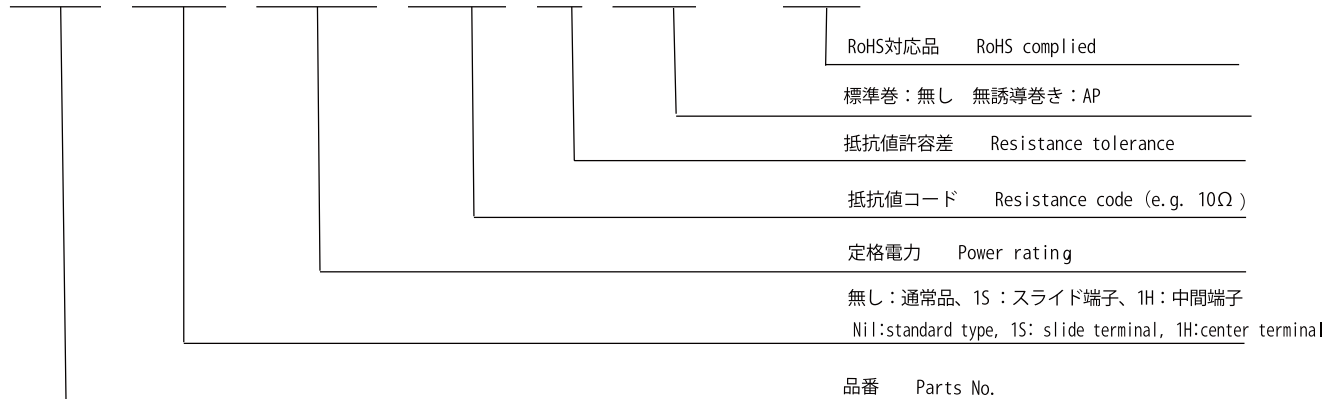 RoHS対応品 RoHS complied
標準巻：無し 無誘導巻き：AP
抵抗値許容差 Resistance tolerance
抵抗値コード Resistance code (e.g. 10Ω )
定格電力 Power rating
無し：通常品、1S：スライド端子、1H：中間端子
Nil:standard type, 1S: slide terminal, 1H:center terminal
品番 Parts No.